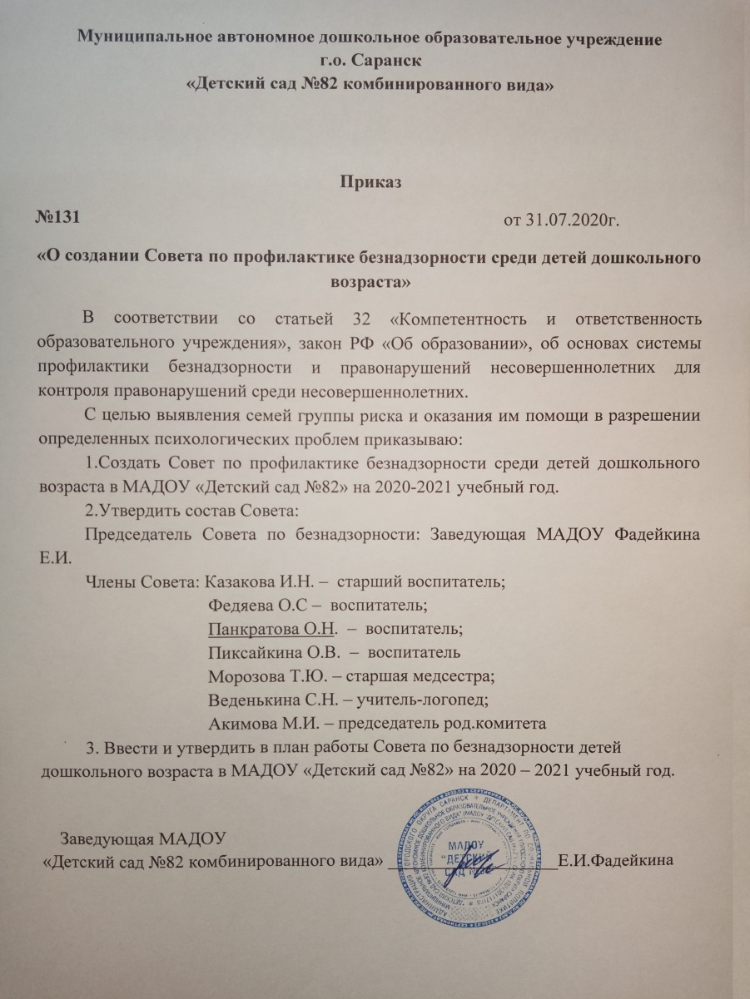 Муниципальное автономное дошкольное образовательное учреждение
г.о. Саранск
«Детский сад №82 комбинированного вида»
Приказ
№131 от 31.07.2020г.
«О создании Совета по профилактике безнадзорности среди детей дошкольного
возраста»
В соответствии со статьей 32 «Компетентность и ответственность
образовательного учреждения», закон РФ «Об образовании», об основах системы
профилактики безнадзорности и правонарушений несовершеннолетних для
контроля правонарушений среди несовершеннолетних.
С целью выявления семей группы риска и оказания им помощи в разрешении
определенных психологических проблем приказываю:
1.Создать Совет по профилактике безнадзорности среди детей дошкольного
возраста в МАДОУ «Детский сад №82» на 2020-2021 учебный год.
2.Утвердить состав Совета:
Председатель Совета по безнадзорности: Заведующая МАДОУ Фадейкина
Е.И.
Члены Совета: Казакова И.Н. – старший воспитатель;
Федяева О.С – воспитатель;
Панкратова О.Н. – воспитатель;
Пиксайкина О.В. – воспитатель
Морозова Т.Ю. – старшая медсестра;
Веденькина С.Н. – учитель-логопед;
Акимова М.И. – председатель род.комитета
3. Ввести и утвердить в план работы Совета по безнадзорности детей
дошкольного возраста в МАДОУ «Детский сад №82» на 2020 – 2021 учебный год.
Заведующая МАДОУ
«Детский сад №82 комбинированного вида» Е.И.Фадейкина
МАДОУ
"ДЕТСКИЙ
САД